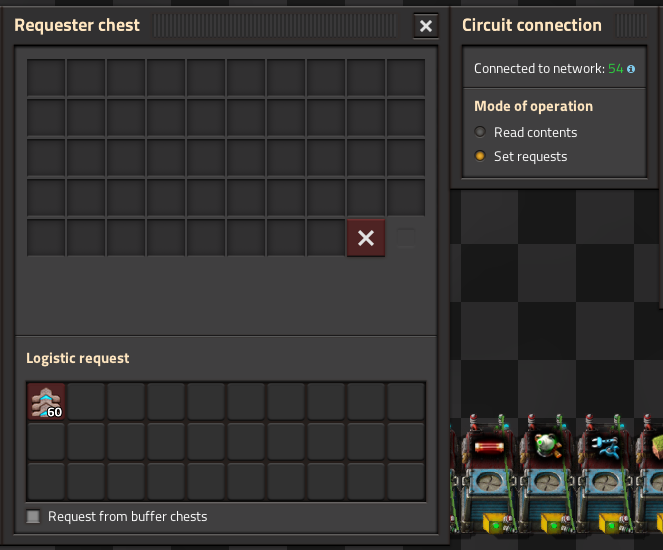 Requester chest
Logistic request
60
Request from buffer chests
Circuit connection
Connected to network: 54
Mode of operation
Read contents
Set requests